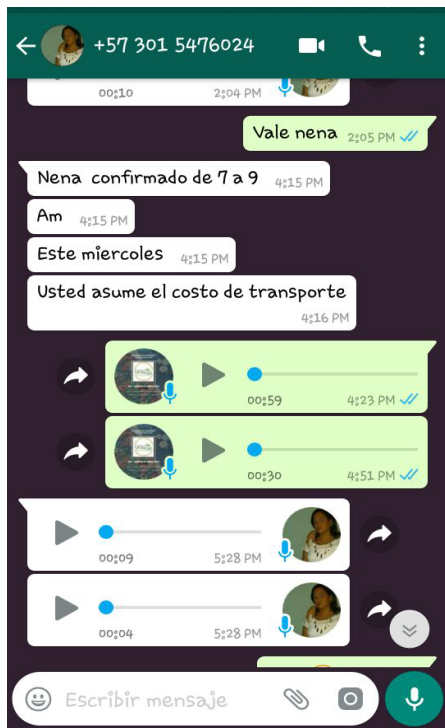 +57 301 5476024
00:10 2:04 PM
Vale nena 2:05 PM
Nena confirmado de 7 a 9 4:15 PM
Am 4:15 PM
Este miercoles 4:15 PM
Usted asume el costo de transporte
4:16 PM
00:59 4:23 PM
00:30 4:51 PM
00:09 5:28 PM
00:04 5:28 PM
Escribir mensaje